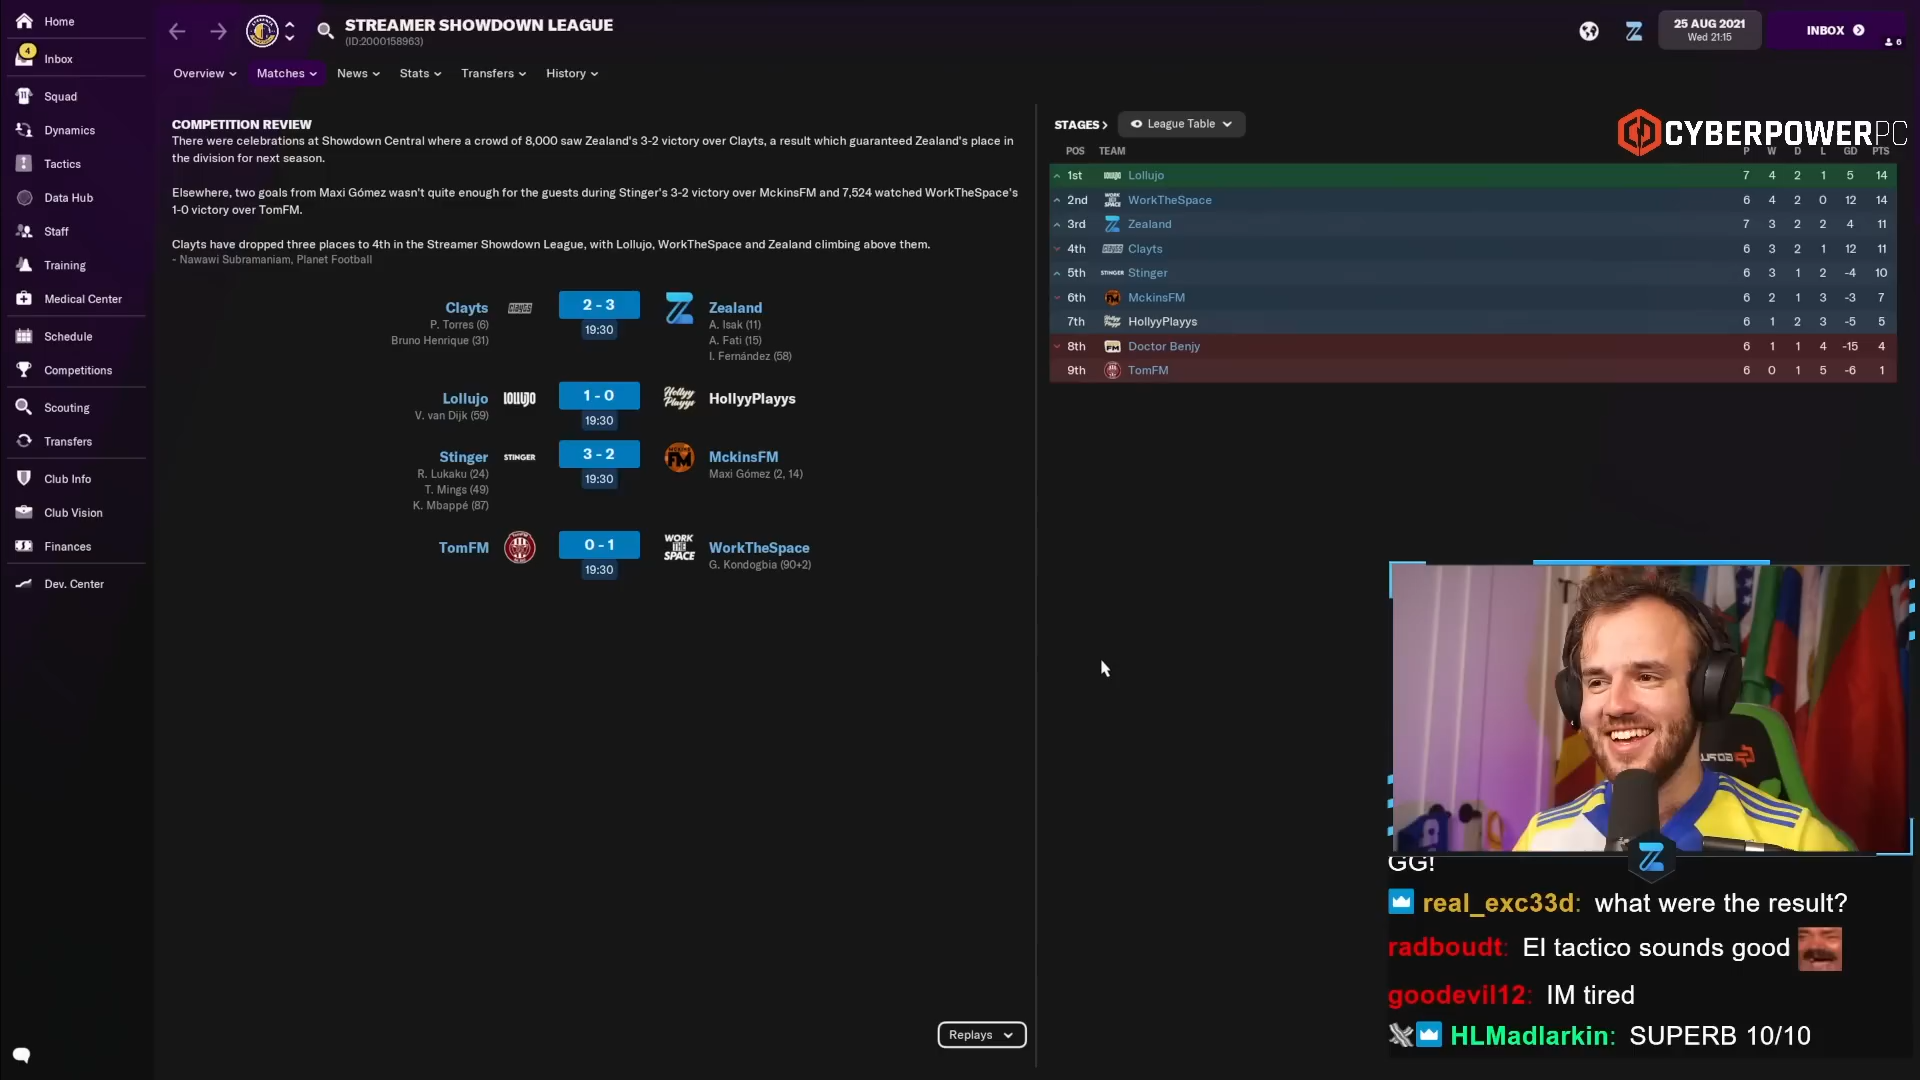 Home
4
Inbox
Squad
Dynamics
Tactics
Data Hub
Staff
Training
Medical Center
Schedule
Competitions
Scouting
Transfers
Club Info
Club Vision
Finances
Dev. Center
STREAMER SHOWDOWN LEAGUE
(ID:2000158963)
25 AUG 2021
Wed 21:15
INBOX
6
Overview Matches News Stats Transfers History
COMPETITION REVIEW
There were celebrations at Showdown Central where a crowd of 8,000 saw Zealand's 3-2 victory over Clayts, a result which guaranteed Zealand's place in
the division for next season.
Elsewhere, two goals from Maxi Gómez wasn't quite enough for the guests during Stinger's 3-2 victory over MckinsFM and 7,524 watched WorkTheSpace's
1-0 victory over TomFM.
Clayts have dropped three places to 4th in the Streamer Showdown League, with Lollujo, WorkTheSpace and Zealand climbing above them.
- Nawawi Subramaniam, Planet Football
Clayts CLAYTS 2 - 3 Zealand
P. Torres (6) 19:30 A. Isak (11)
Bruno Henrique (31) A. Fati (15)
I. Fernández (58)
Lollujo LOLLUJO 1 - 0 Hollyy Playys HollyyPlayys
V. van Dijk (59) 19:30
Stinger STINGER 3 - 2 FM MckinsFM
R. Lukaku (24) 19:30 Maxi Gómez (2, 14)
T. Mings (49)
K. Mbappé (87)
TomFM 0 - 1 WORK THE SPACE WorkTheSpace
19:30 G. Kondogbia (90+2)
Replays
STAGES League Table
CYBERPOWERPC
POS TEAM P W D L GD PTS
1st Lollujo 7 4 2 1 5 14
2nd WorkTheSpace 6 4 2 0 12 14
3rd Zealand 7 3 2 2 4 11
4th Clayts 6 3 2 1 12 11
5th STINGER Stinger 6 3 1 2 -4 10
6th MckinsFM 6 2 1 3 -3 7
7th HollyyPlayys 6 1 2 3 -5 5
8th FM Doctor Benjy 6 1 1 4 -15 4
9th TomFM 6 0 1 5 -6 1
GG!
real_exc33d: what were the result?
radboudt: El tactico sounds good
goodevil12: IM tired
HLMadlarkin: SUPERB 10/10